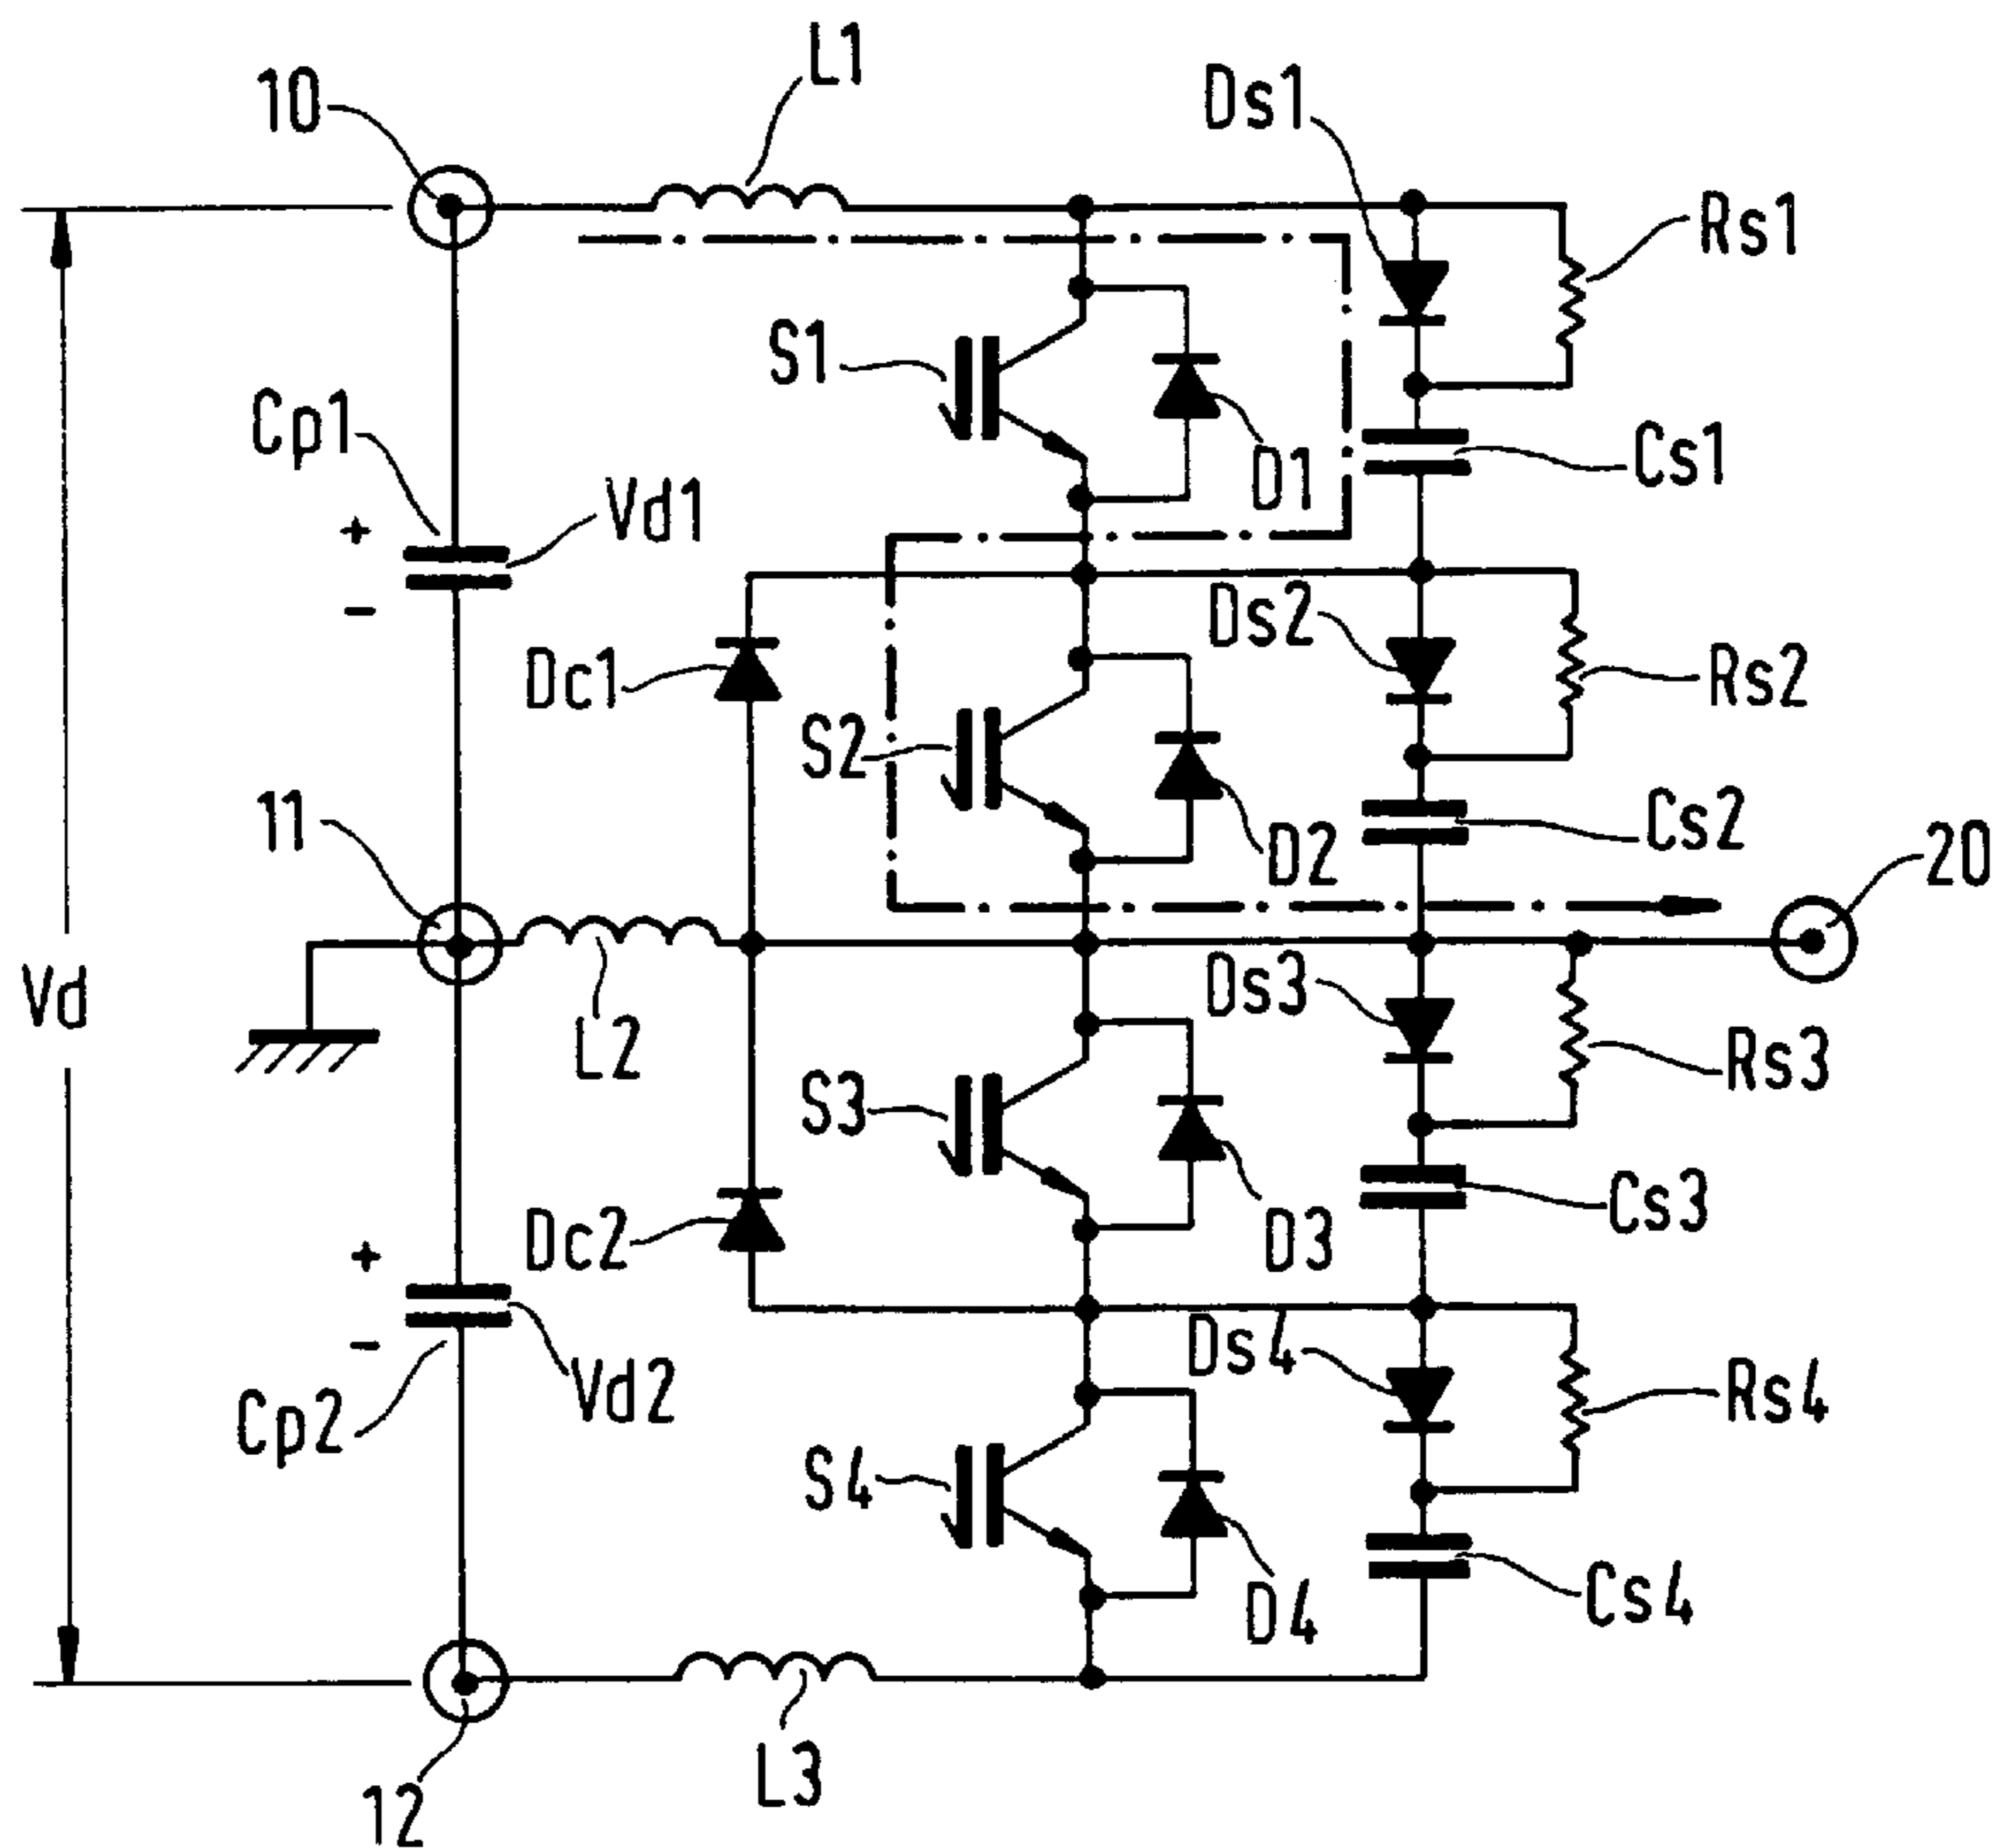 L1
10
Ds1
Rs1
S1
Cp1
D1
Cs1
+
Vd1
-
Ds2
Dc1
Rs2
S2
11
Cs2
D2
20
Vd
Ds3
L2
Rs3
S3
Cs3
Dc2
D3
+
Ds4
-
Vd2
Rs4
Cp2
S4
Cs4
D4
L3
12